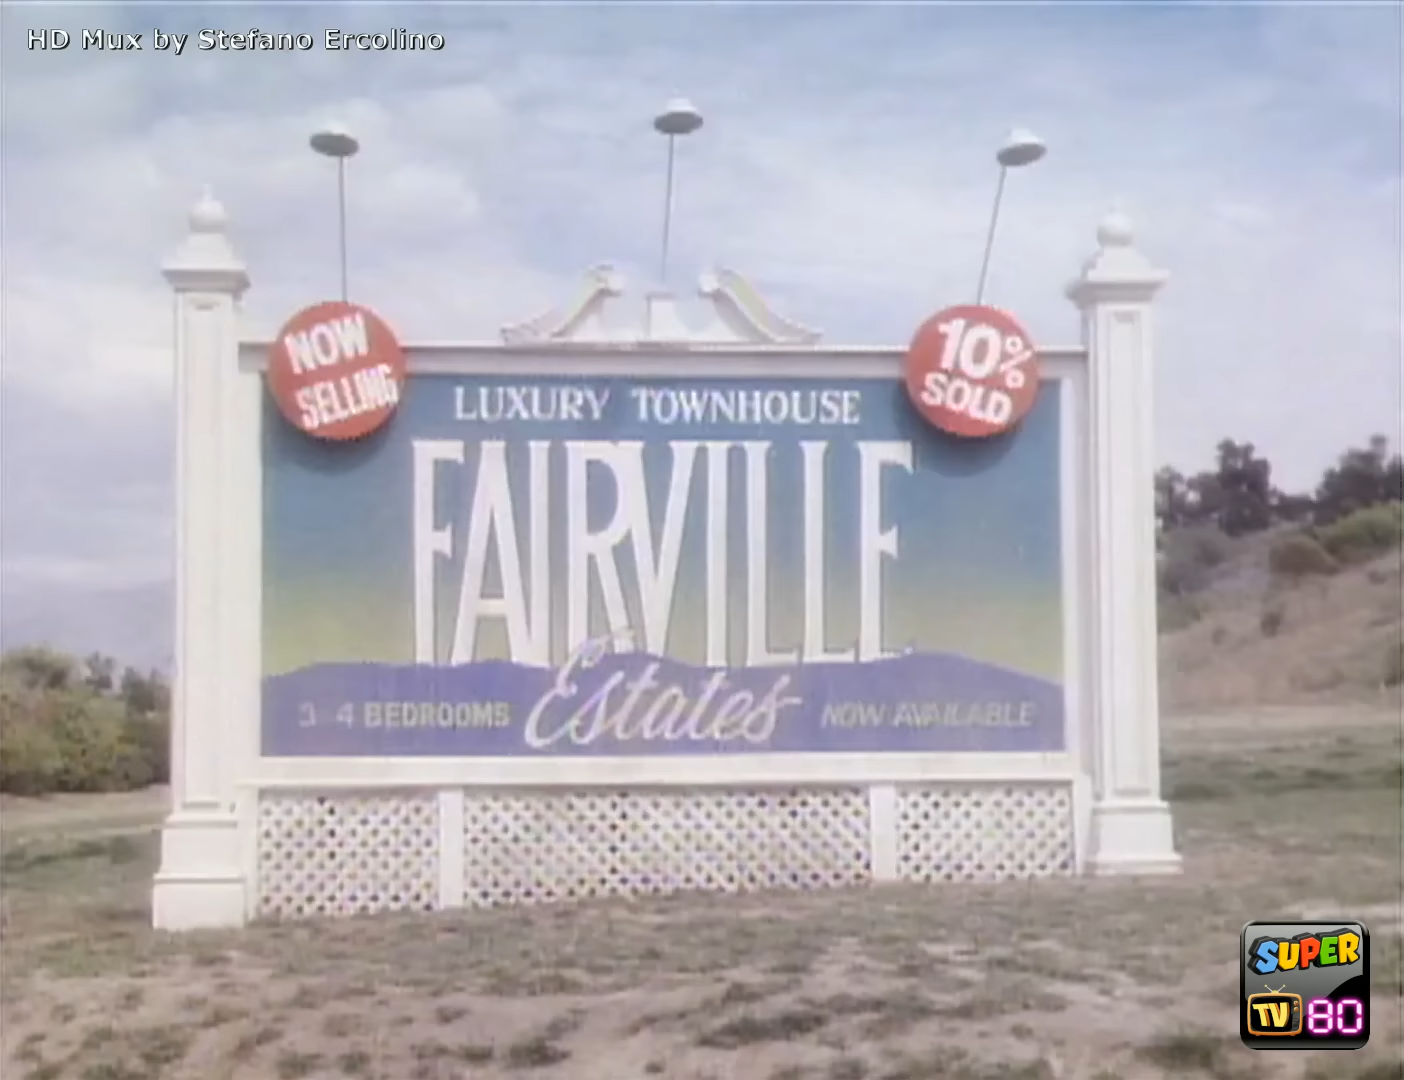 HD Mux by Stefano Ercolino
NOW
SELLING
10%
SOLD
LUXURY TOWNHOUSE
FAIRVILLE
Estates
3 4 BEDROOMS
NOW AVAILABLE
SUPER
TV 80